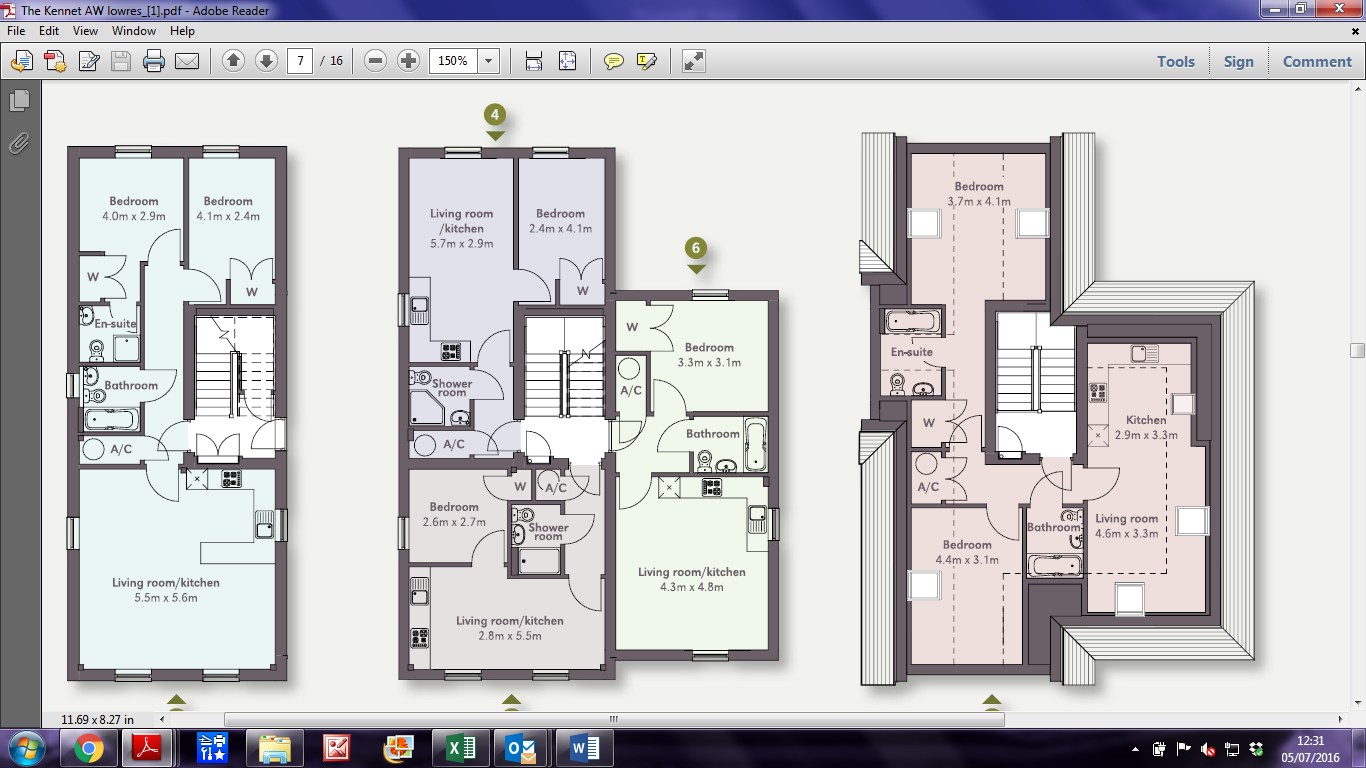 The Kennet AW lowres_[1].pdf - Adobe Reader
File Edit View Window Help
7 / 16
150%
Tools Sign Comment
Bedroom
4.0m x 2.9m
Bedroom
4.1m x 2.4m
W
W
En-suite
Bathroom
A/C
Living room/kitchen
5.5m x 5.6m
4
Living room
/kitchen
5.7m x 2.9m
Bedroom
2.4m x 4.1m
W
Shower
room
A/C
Bedroom
2.6m x 2.7m
W
A/C
Shower
room
Living room/kitchen
2.8m x 5.5m
6
W
Bedroom
3.3m x 3.1m
A/C
Bathroom
Living room/kitchen
4.3m x 4.8m
Bedroom
3.7m x 4.1m
En-suite
W
A/C
Kitchen
2.9m x 3.3m
Bathroom
Living room
4.6m x 3.3m
Bedroom
4.4m x 3.1m
11.69 x 8.27 in
12:31
05/07/2016